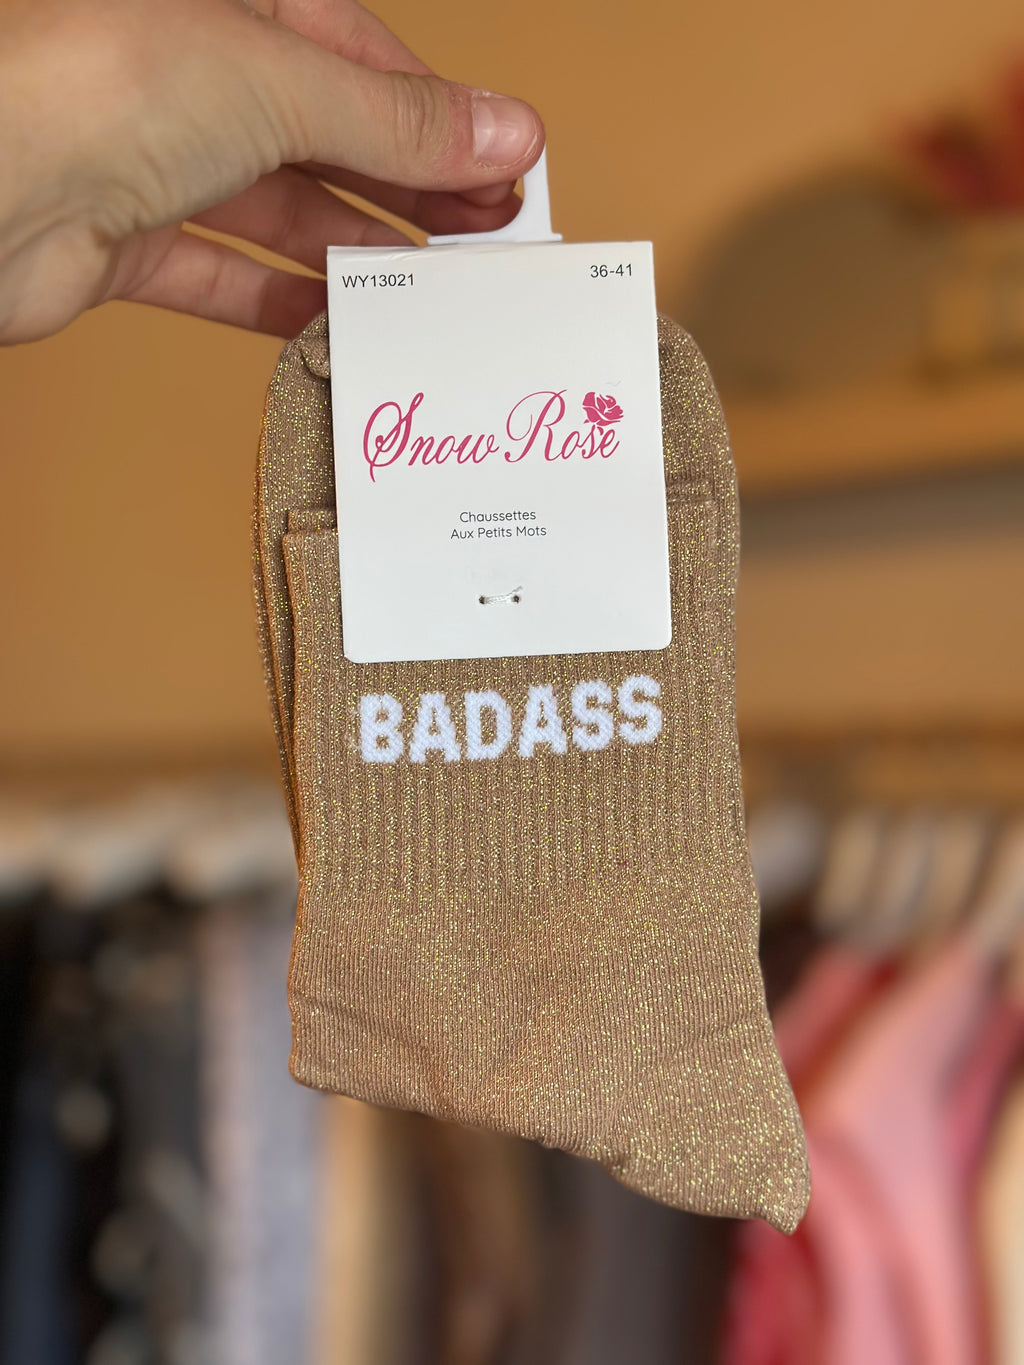 WY13021 36-41
Snow Rose
Chaussettes
Aux Petits Mots
BADASS